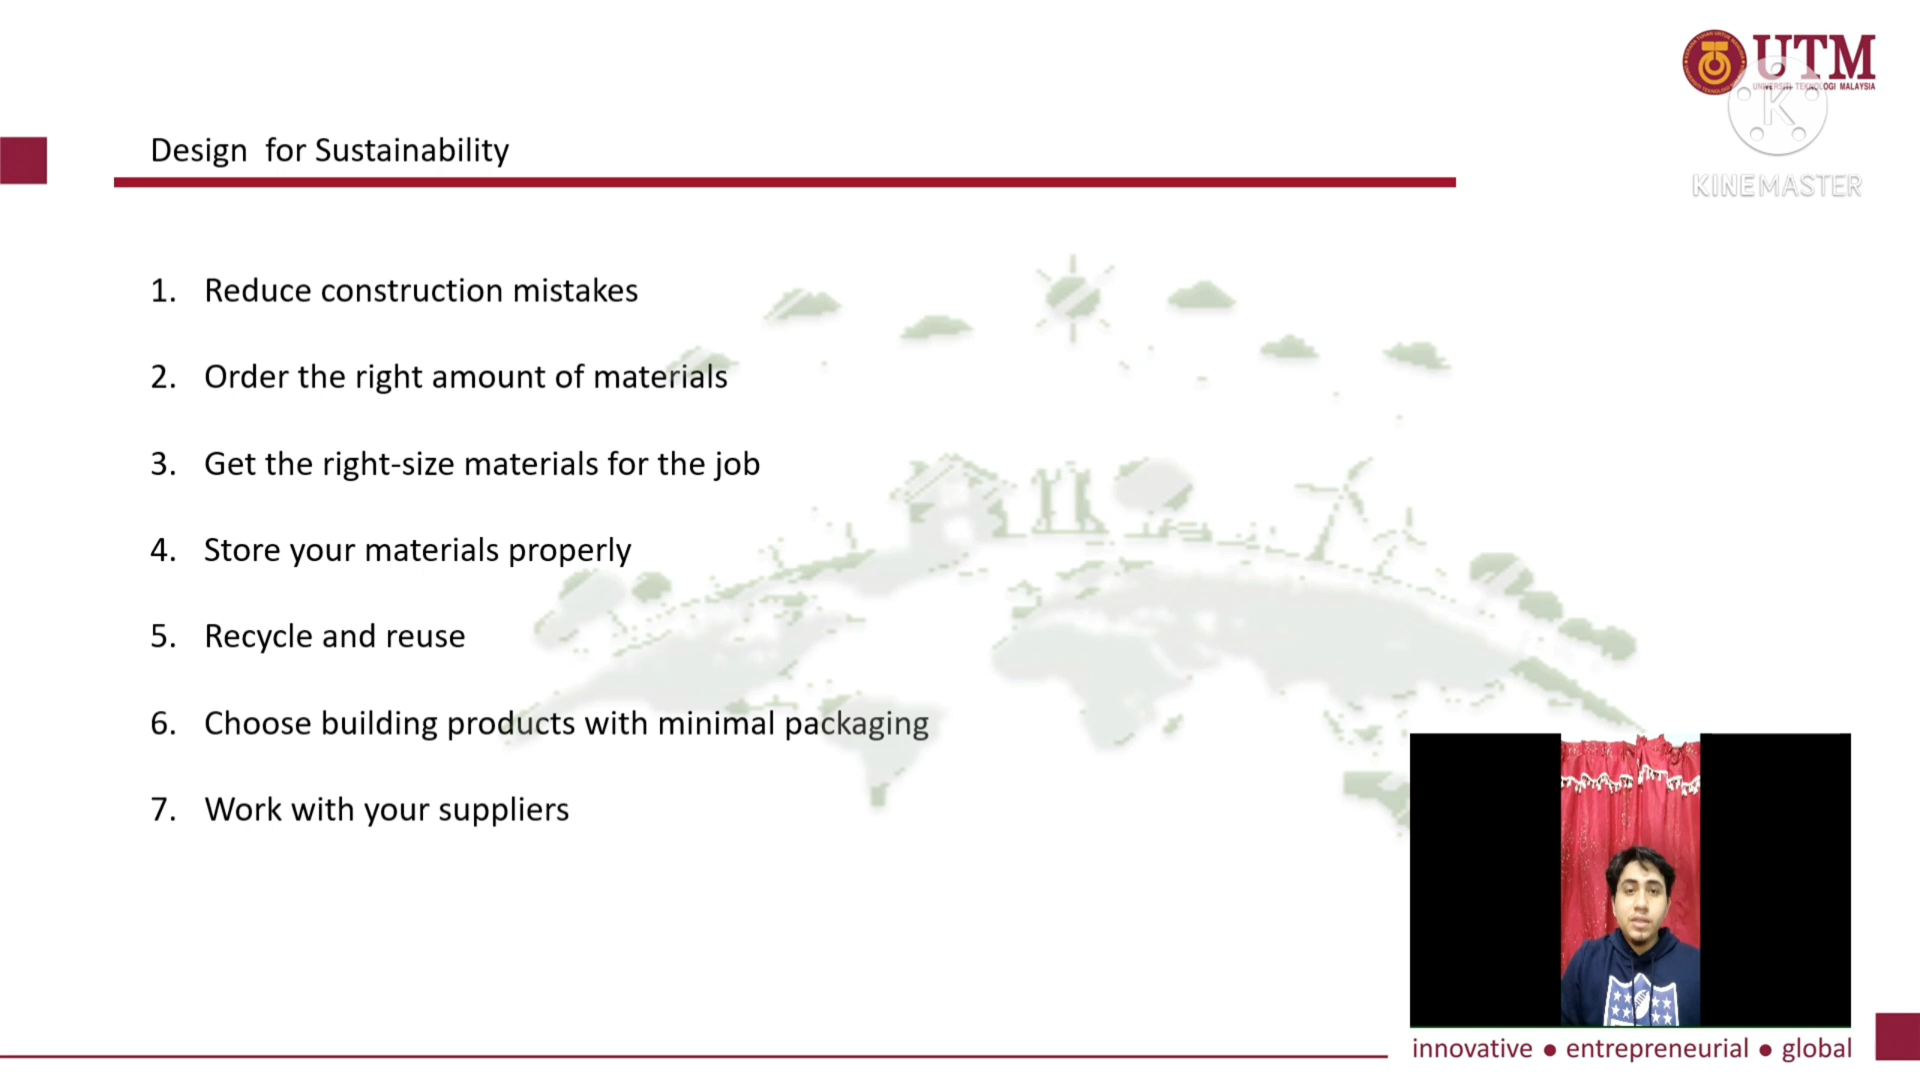 UTM
UNIVERSITI TEKNOLOGI MALAYSIA
K
KINEMASTER
Design  for Sustainability
1. Reduce construction mistakes
2. Order the right amount of materials
3. Get the right-size materials for the job
4. Store your materials properly
5. Recycle and reuse
6. Choose building products with minimal packaging
7. Work with your suppliers
innovative ● entrepreneurial ● global